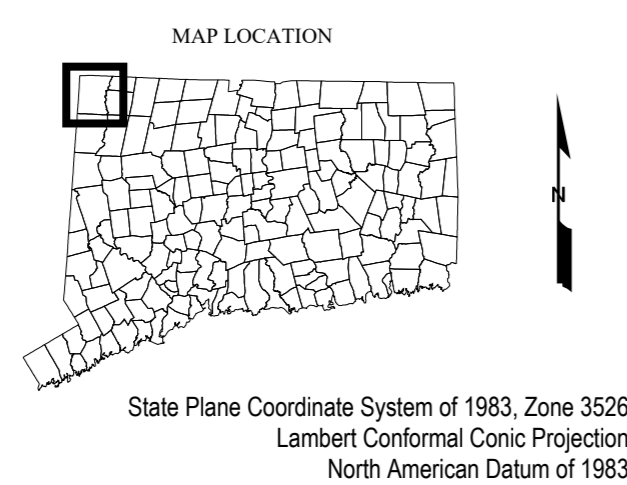 MAP LOCATION
N
State Plane Coordinate System of 1983, Zone 3526
Lambert Conformal Conic Projection
North American Datum of 1983